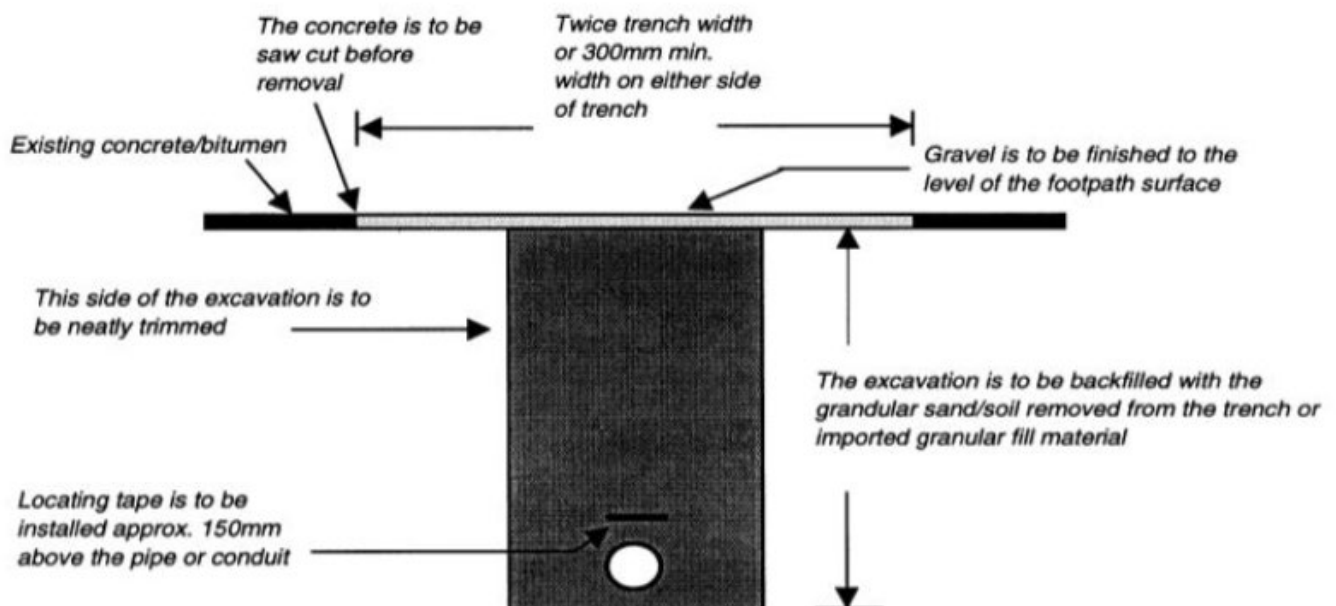 The concrete is to be
saw cut before
removal
Twice trench width
or 300mm min.
width on either side
of trench
Existing concrete/bitumen
Gravel is to be finished to the
level of the footpath surface
This side of the excavation is to
be neatly trimmed
The excavation is to be backfilled with the
grandular sand/soil removed from the trench or
imported granular fill material
Locating tape is to be
installed approx. 150mm
above the pipe or conduit